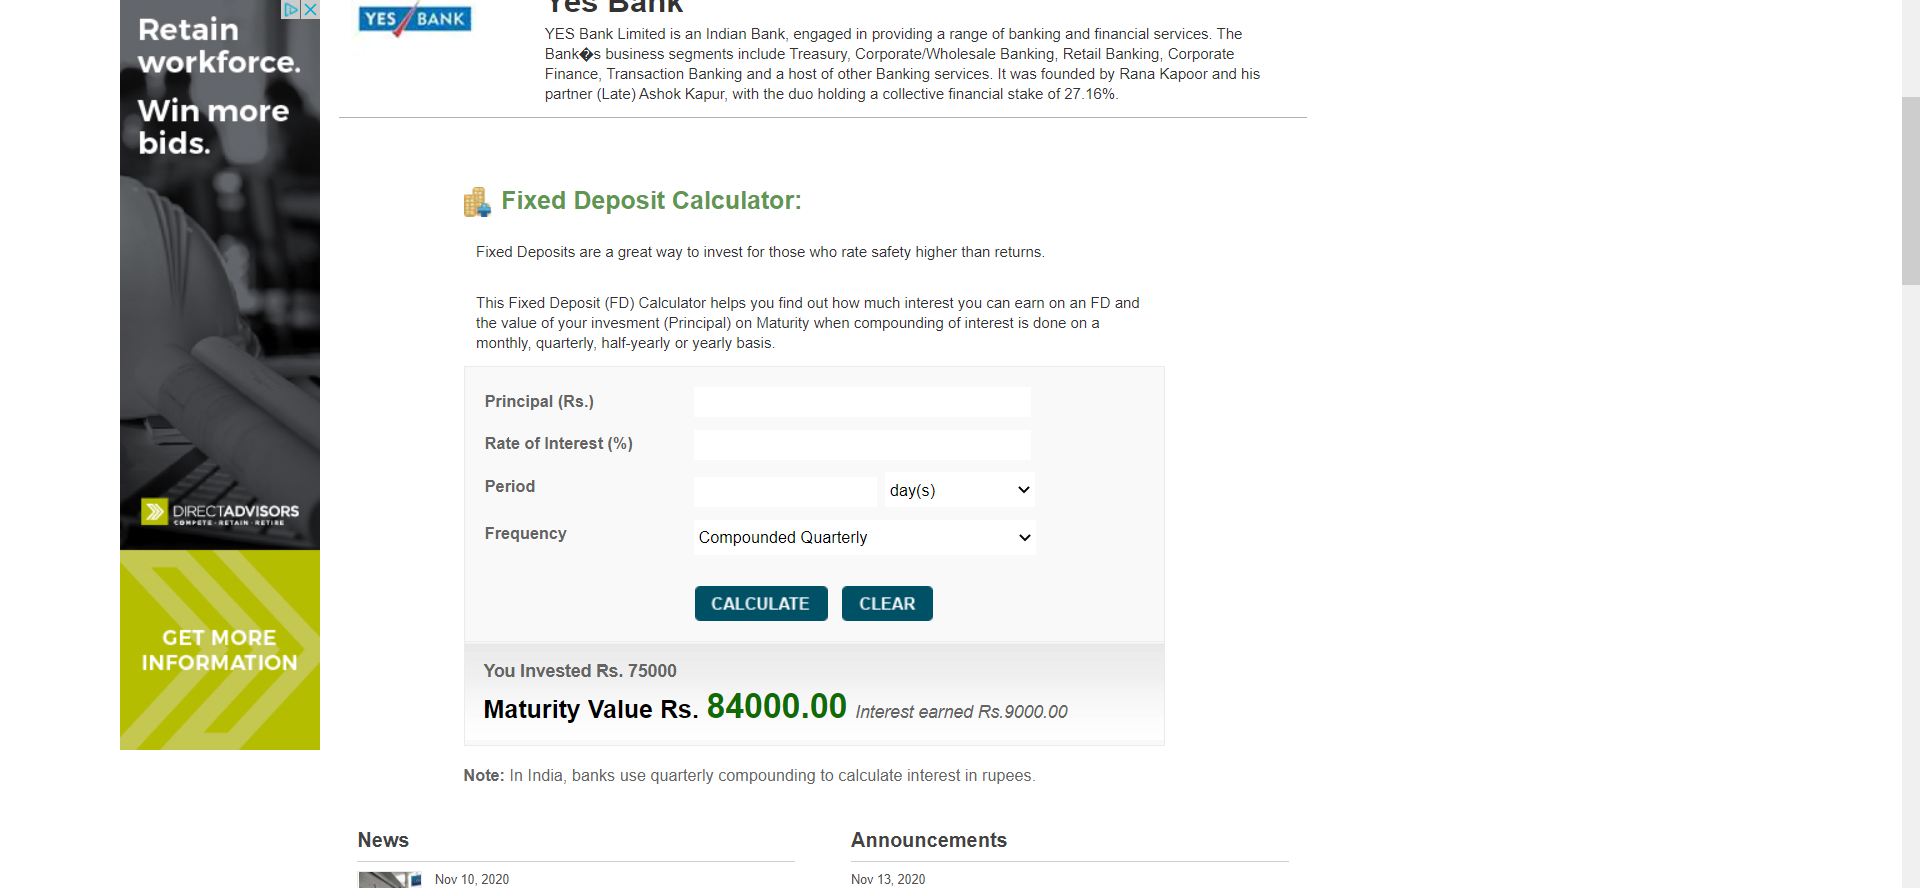 Retain
workforce.
Win more
bids.
DIRECTADVISORS
COMPETE · RETAIN · RETIRE
GET MORE
INFORMATION
YES BANK
Yes Bank
YES Bank Limited is an Indian Bank, engaged in providing a range of banking and financial services. The
Bank�s business segments include Treasury, Corporate/Wholesale Banking, Retail Banking, Corporate
Finance, Transaction Banking and a host of other Banking services. It was founded by Rana Kapoor and his
partner (Late) Ashok Kapur, with the duo holding a collective financial stake of 27.16%.
Fixed Deposit Calculator:
Fixed Deposits are a great way to invest for those who rate safety higher than returns.
This Fixed Deposit (FD) Calculator helps you find out how much interest you can earn on an FD and
the value of your invesment (Principal) on Maturity when compounding of interest is done on a
monthly, quarterly, half-yearly or yearly basis.
Principal (Rs.)
Rate of Interest (%)
Period day(s)
Frequency Compounded Quarterly
CALCULATE CLEAR
You Invested Rs. 75000
Maturity Value Rs. 84000.00 Interest earned Rs.9000.00
Note: In India, banks use quarterly compounding to calculate interest in rupees.
News
Nov 10, 2020
Announcements
Nov 13, 2020